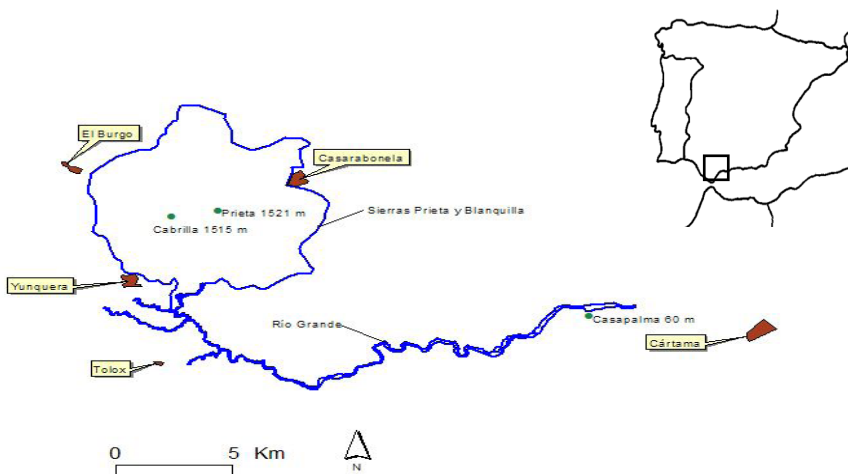 El Burgo
Casarabonela
Prieta 1521 m
Sierras Prieta y Blanquilla
Cabrilla 1515 m
Yunquera
Río Grande
Casapalma 60 m
Cártama
Tolox
0 5 Km
N